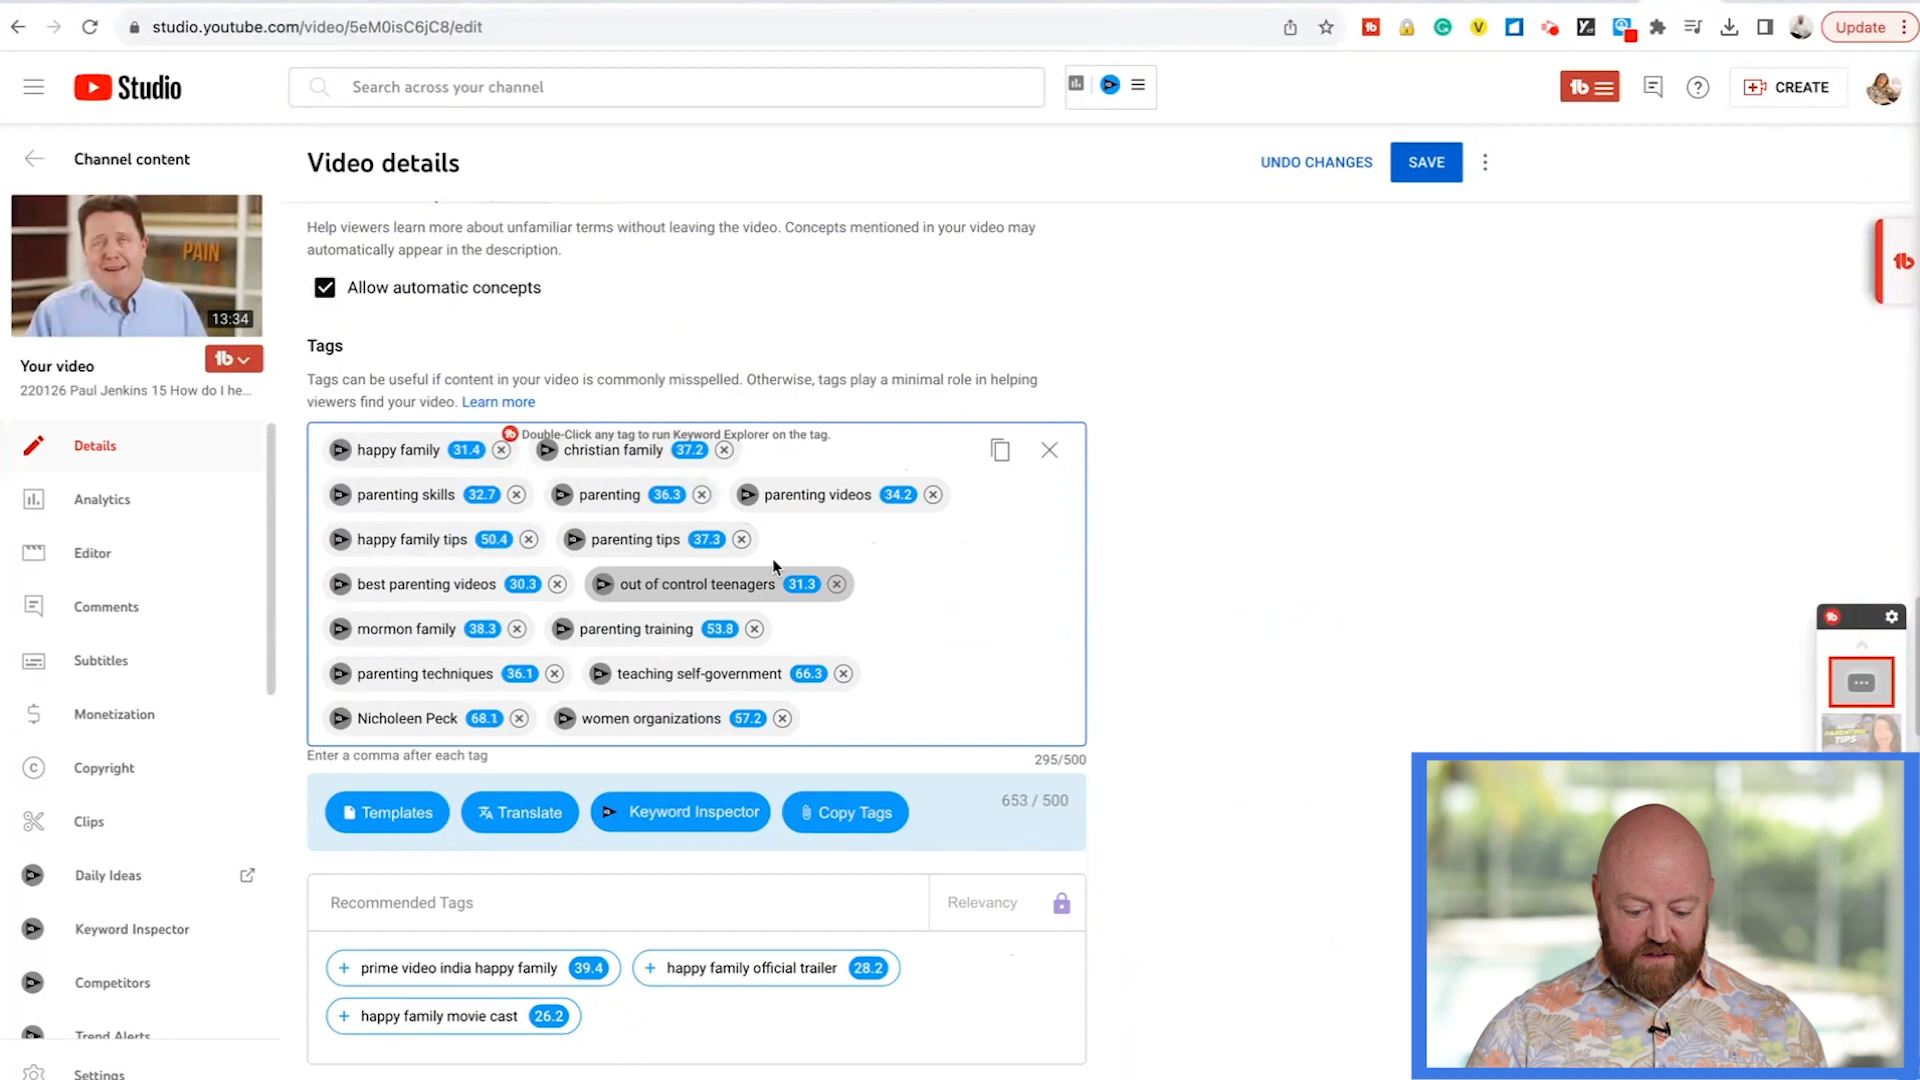 studio.youtube.com/video/5eM0isC6jC8/edit
Update
Studio
Search across your channel
CREATE
Channel content
Video details
UNDO CHANGES
SAVE
PAIN
13:34
Your video
220126 Paul Jenkins 15 How do I he...
Help viewers learn more about unfamiliar terms without leaving the video. Concepts mentioned in your video may
automatically appear in the description.
Allow automatic concepts
Tags
Tags can be useful if content in your video is commonly misspelled. Otherwise, tags play a minimal role in helping
viewers find your video. Learn more
Double-Click any tag to run Keyword Explorer on the tag.
happy family 31.4 christian family 37.2
parenting skills 32.7 parenting 36.3 parenting videos 34.2
happy family tips 50.4 parenting tips 37.3
best parenting videos 30.3 out of control teenagers 31.3
mormon family 38.3 parenting training 53.8
parenting techniques 36.1 teaching self-government 66.3
Nicholeen Peck 68.1 women organizations 57.2
Enter a comma after each tag
295/500
Templates Translate Keyword Inspector Copy Tags
653 / 500
Recommended Tags Relevancy
prime video india happy family 39.4 happy family official trailer 28.2
happy family movie cast 26.2
Details
Analytics
Editor
Comments
Subtitles
Monetization
Copyright
Clips
Daily Ideas
Keyword Inspector
Competitors
Trend Alerts
Settings
PARENTING
TIPS